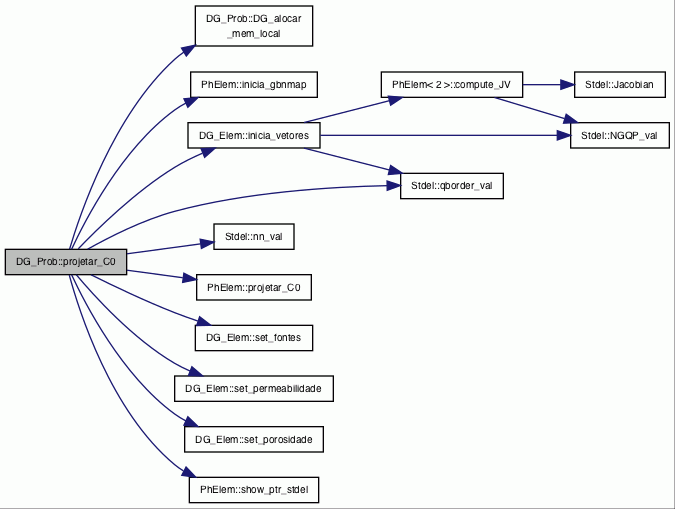 DG_Prob::DG_alocar
_mem_local
PhElem::inicia_gbnmap
PhElem< 2 >::compute_JV
Stdel::Jacobian
DG_Elem::inicia_vetores
Stdel::NGQP_val
Stdel::qborder_val
Stdel::nn_val
DG_Prob::projetar_C0
PhElem::projetar_C0
DG_Elem::set_fontes
DG_Elem::set_permeabilidade
DG_Elem::set_porosidade
PhElem::show_ptr_stdel